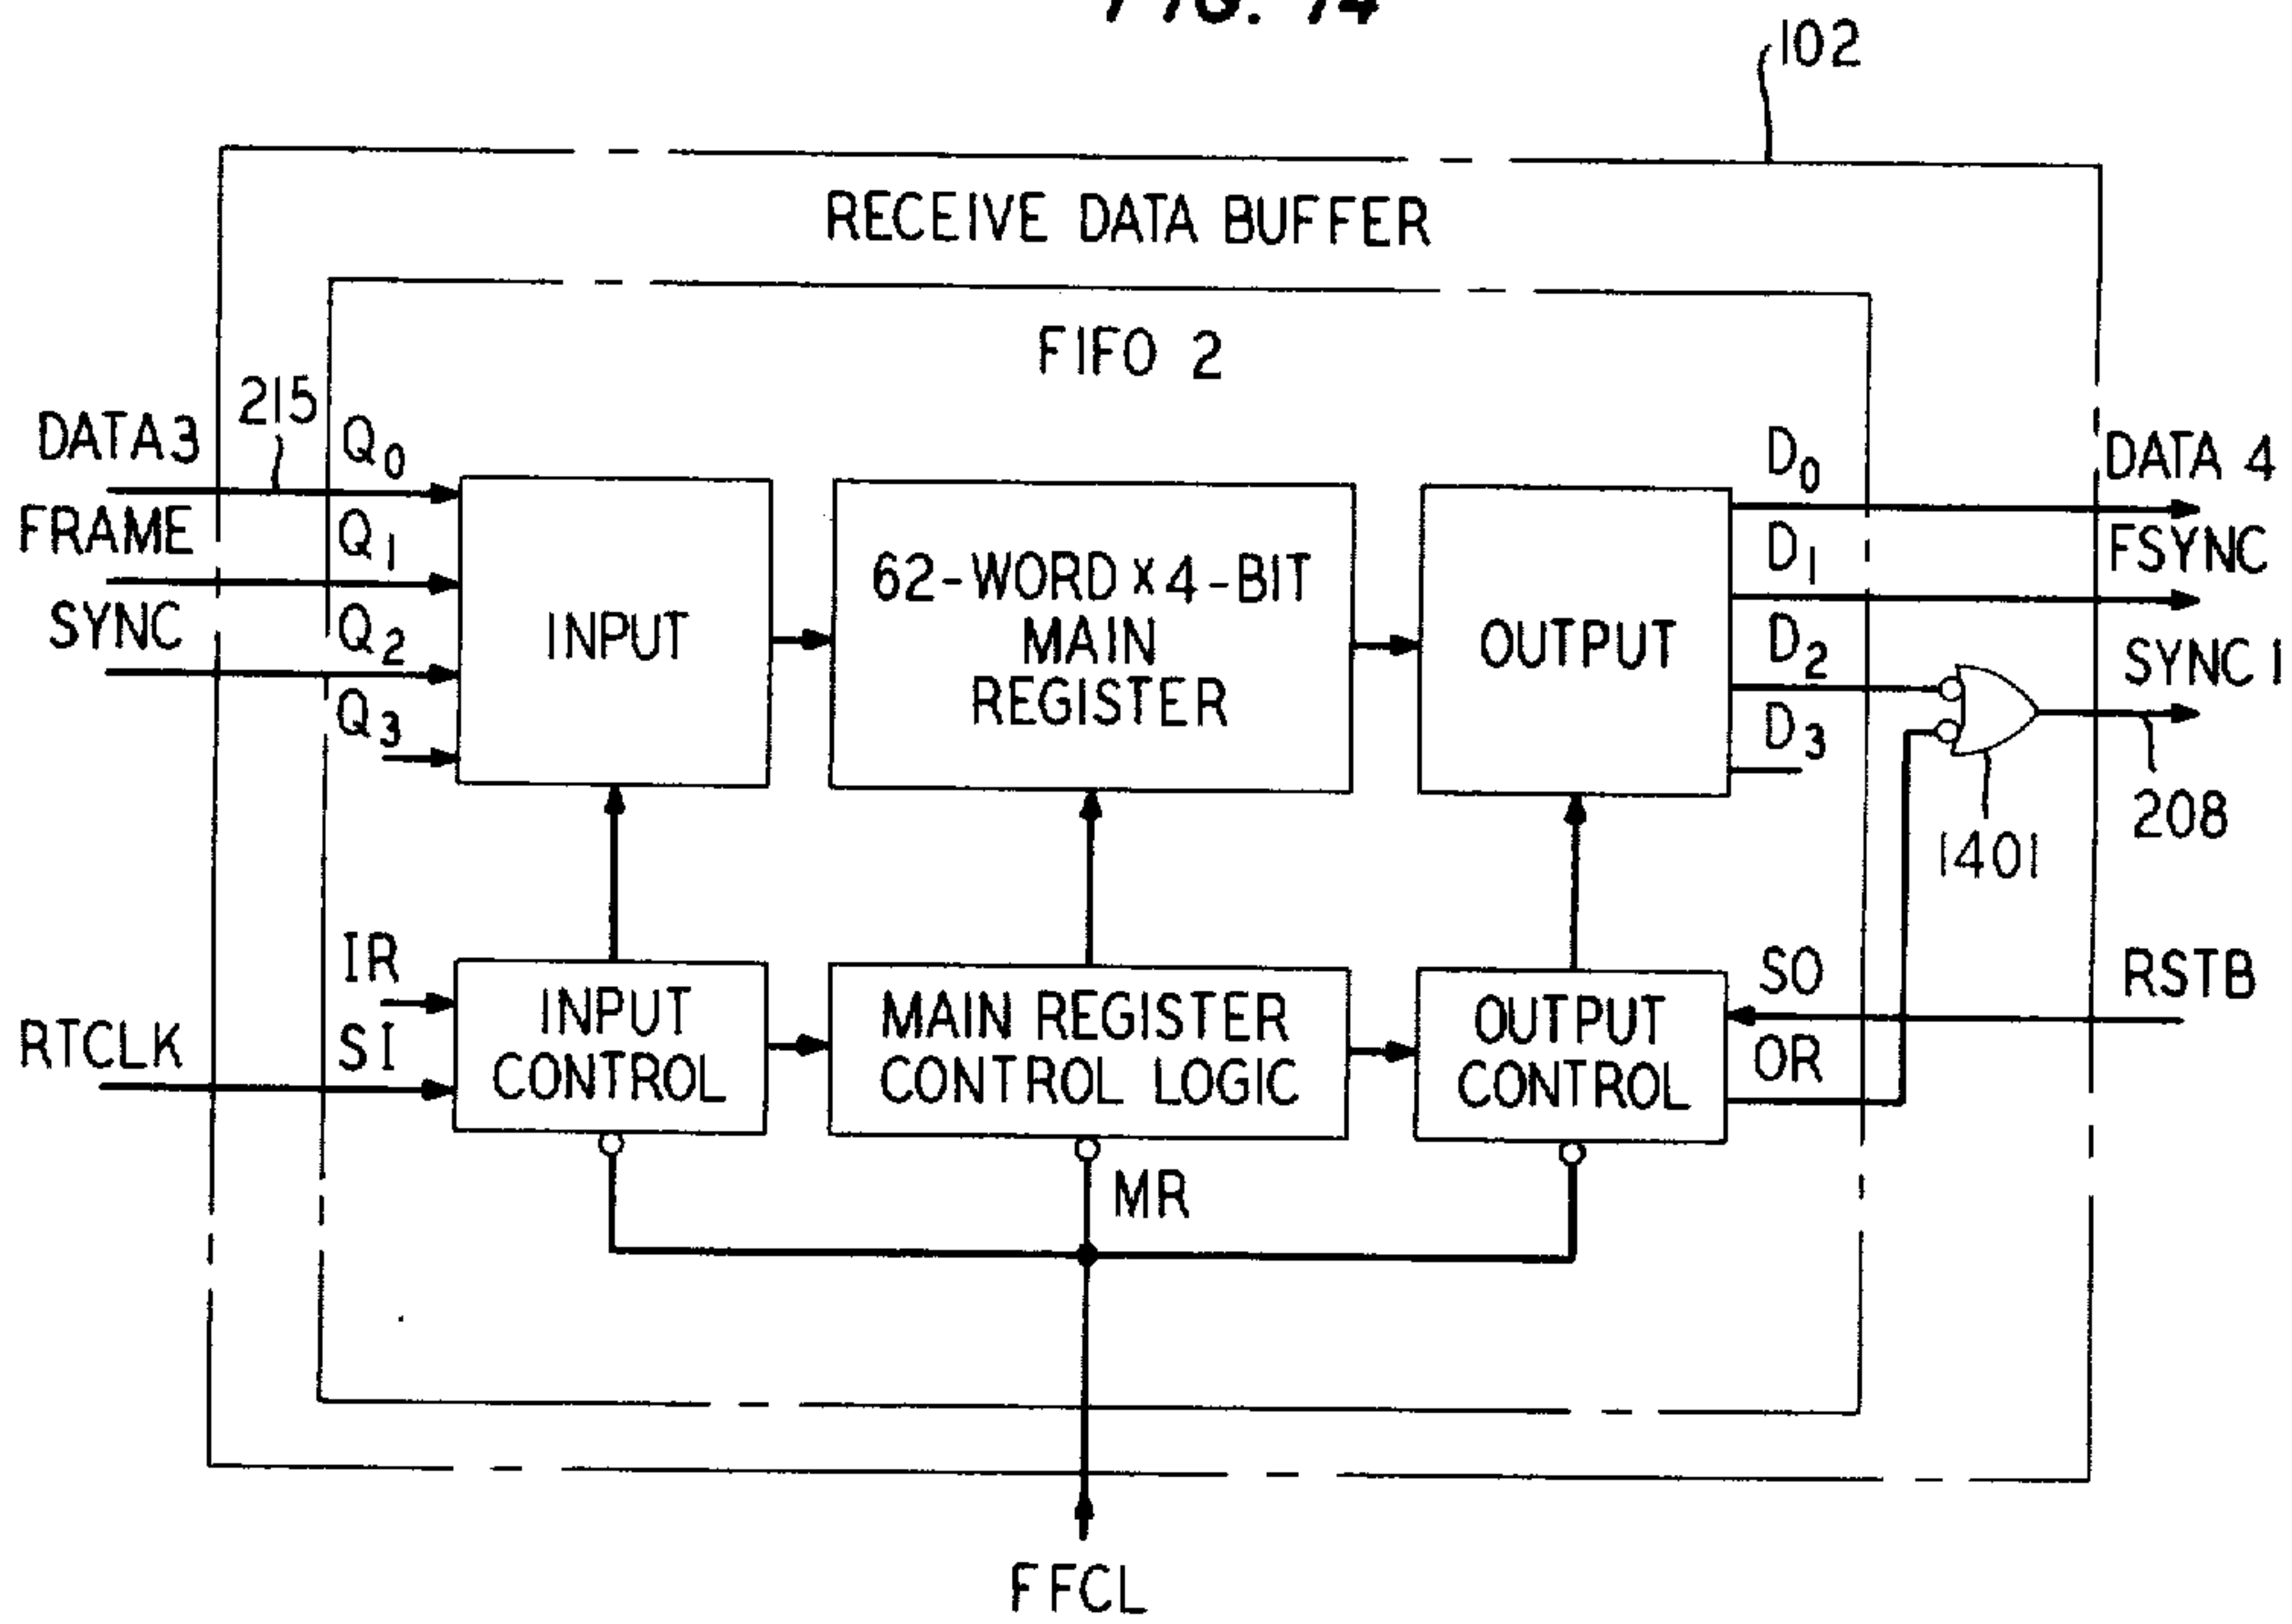 FIG. 14
102
RECEIVE DATA BUFFER
FIFO 2
215
DATA3
Q0
D0
DATA 4
FRAME
Q1
D1
FSYNC
SYNC
Q2
D2
SYNC 1
Q3
D3
INPUT
62-WORD x 4-BIT
MAIN
REGISTER
OUTPUT
208
1401
IR
SO
RSTB
RTCLK
SI
OR
INPUT
CONTROL
MAIN REGISTER
CONTROL LOGIC
OUTPUT
CONTROL
MR
FFCL